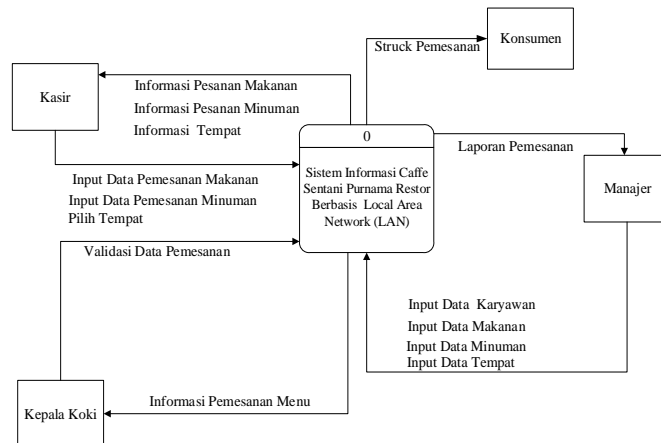 Struck Pemesanan
Konsumen
Kasir
Informasi Pesanan Makanan
Informasi Pesanan Minuman
Informasi Tempat
0
Sistem Informasi Caffe
Sentani Purnama Restor
Berbasis Local Area
Network (LAN)
Laporan Pemesanan
Manajer
Input Data Pemesanan Makanan
Input Data Pemesanan Minuman
Pilih Tempat
Validasi Data Pemesanan
Input Data Karyawan
Input Data Makanan
Input Data Minuman
Input Data Tempat
Kepala Koki
Informasi Pemesanan Menu